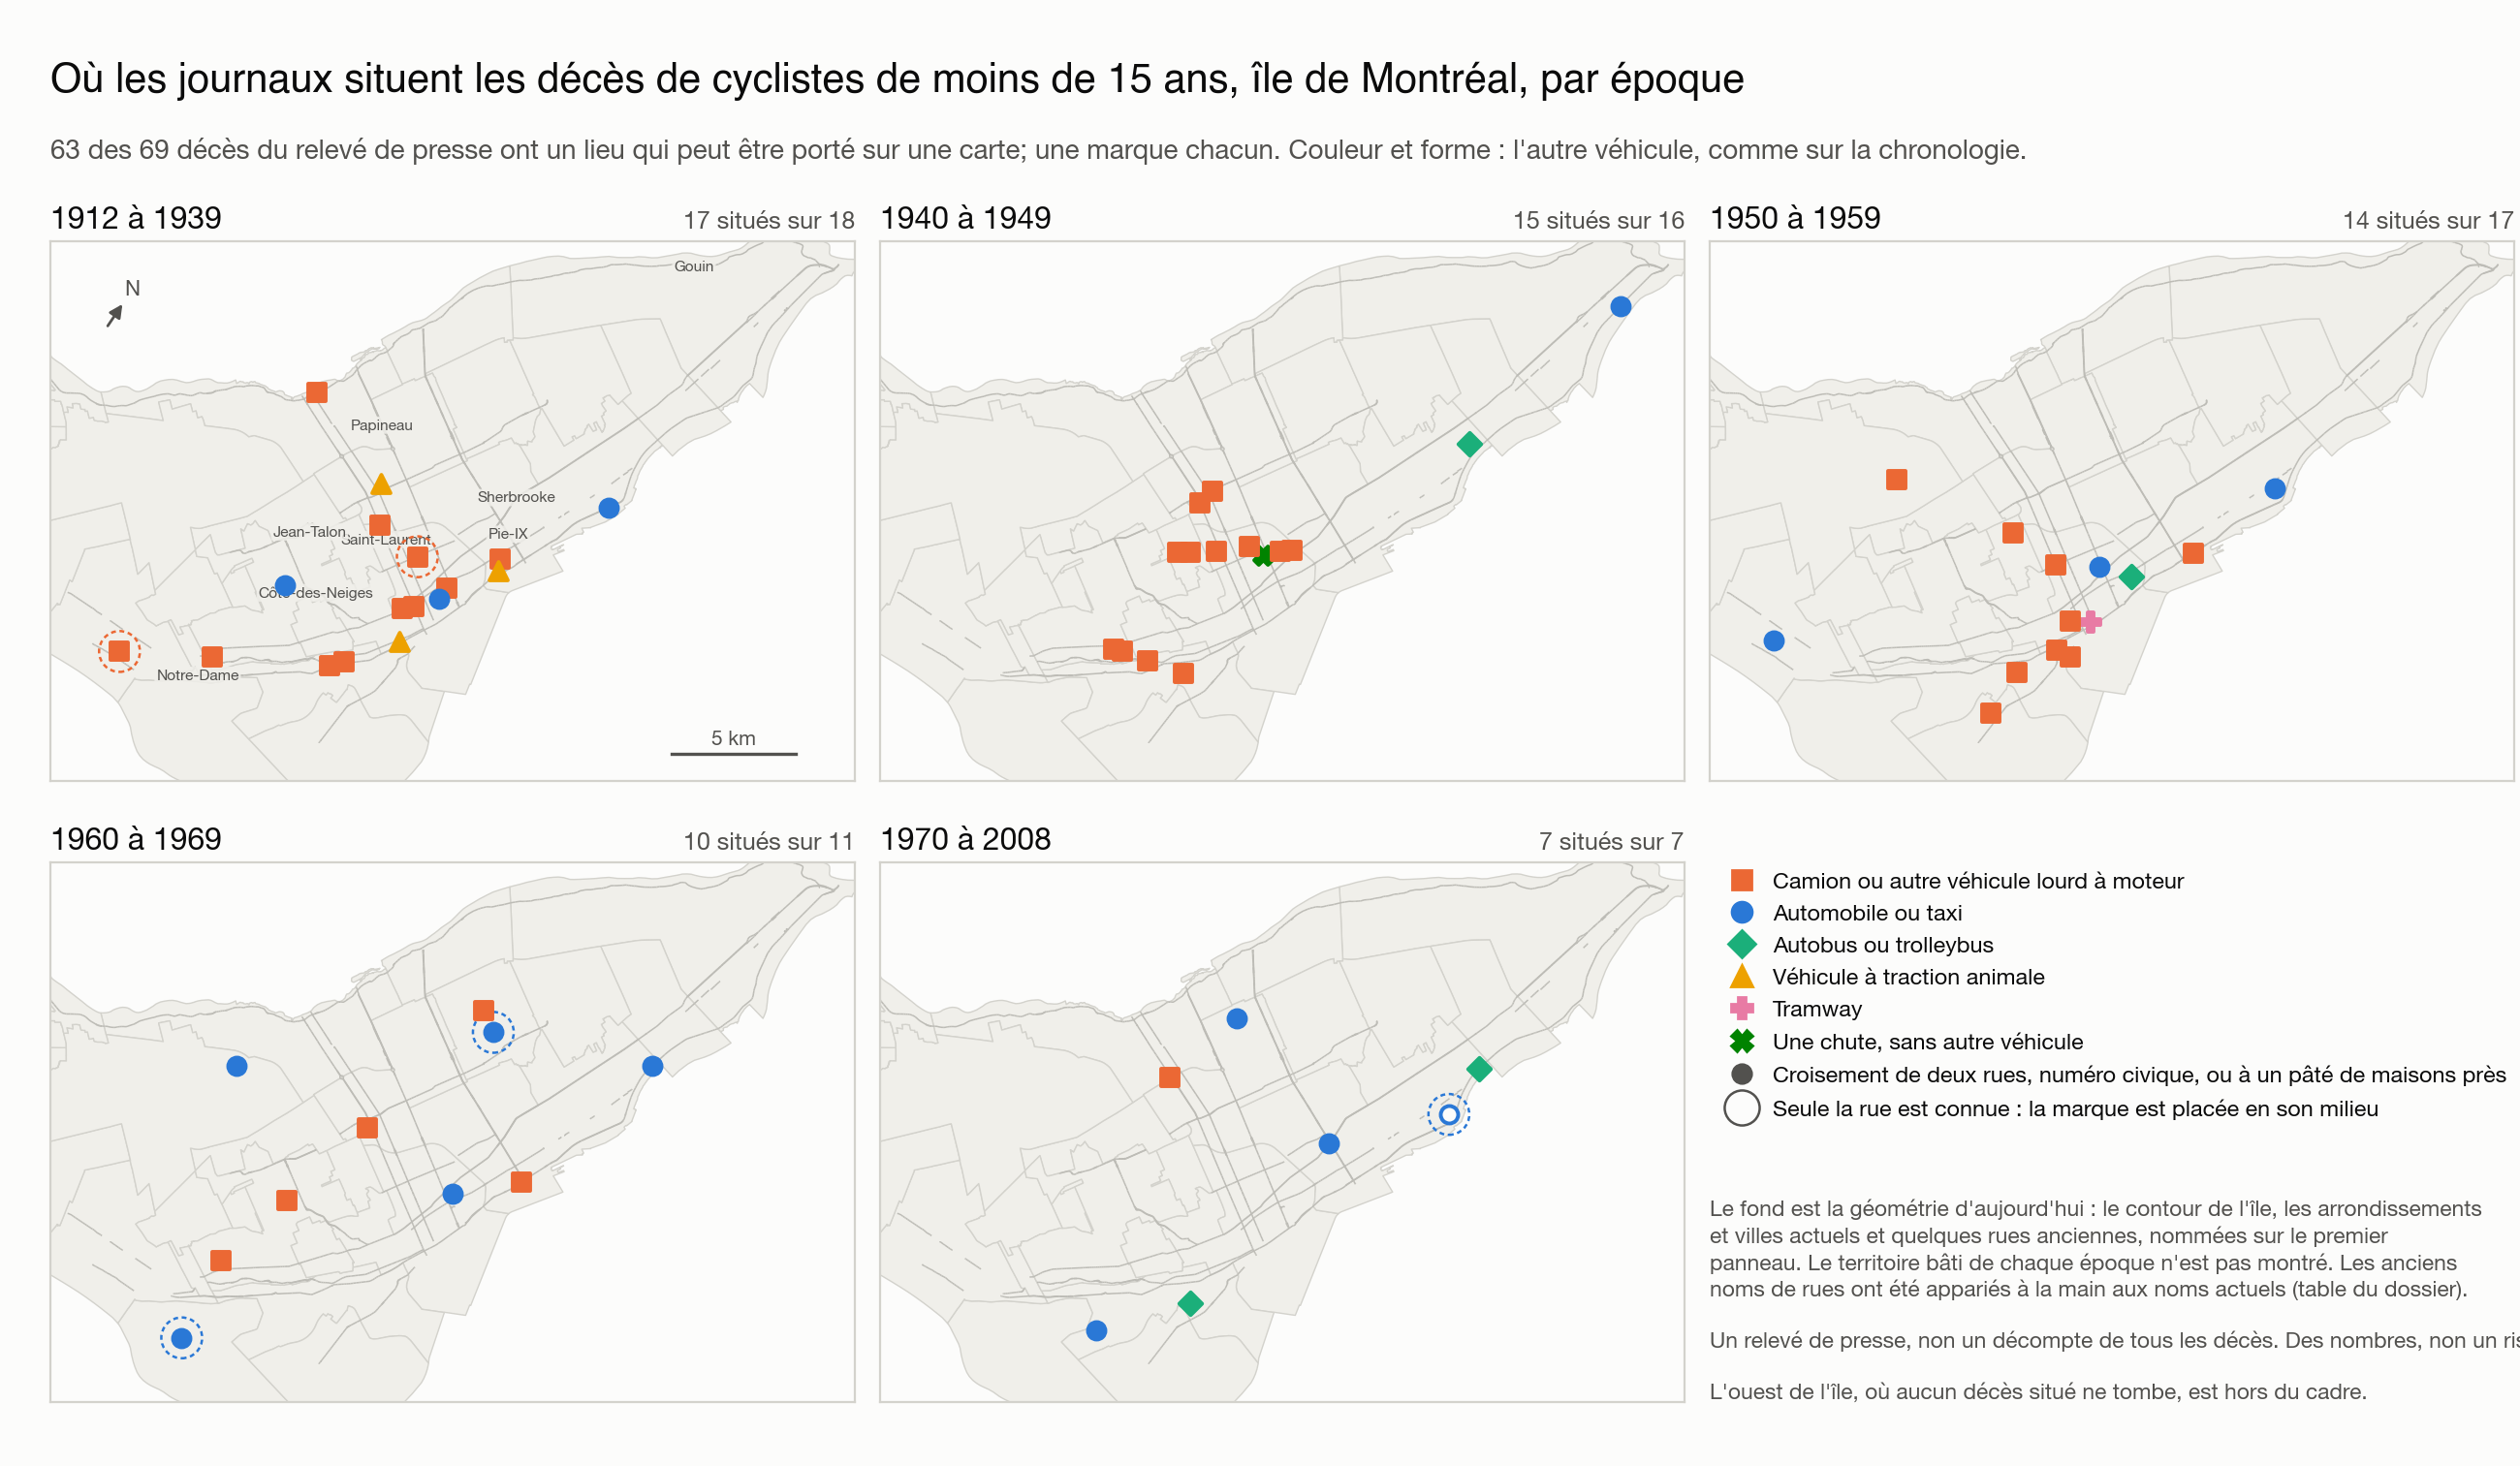 Où les journaux situent les décès de cyclistes de moins de 15 ans, île de Montréal, par époque
63 des 69 décès du relevé de presse ont un lieu qui peut être porté sur une carte; une marque chacun. Couleur et forme : l'autre véhicule, comme sur la chronologie.
1912 à 1939
17 situés sur 18
N
Gouin
Papineau
Sherbrooke
Pie-IX
Jean-Talon
Saint-Laurent
Côte-des-Neiges
Notre-Dame
5 km
1940 à 1949
15 situés sur 16
1950 à 1959
14 situés sur 17
1960 à 1969
10 situés sur 11
1970 à 2008
7 situés sur 7
Camion ou autre véhicule lourd à moteur
Automobile ou taxi
Autobus ou trolleybus
Véhicule à traction animale
Tramway
Une chute, sans autre véhicule
Croisement de deux rues, numéro civique, ou à un pâté de maisons près
Seule la rue est connue : la marque est placée en son milieu
Le fond est la géométrie d'aujourd'hui : le contour de l'île, les arrondissements
et villes actuels et quelques rues anciennes, nommées sur le premier
panneau. Le territoire bâti de chaque époque n'est pas montré. Les anciens
noms de rues ont été appariés à la main aux noms actuels (table du dossier).
Un relevé de presse, non un décompte de tous les décès. Des nombres, non un
L'ouest de l'île, où aucun décès situé ne tombe, est hors du cadre.